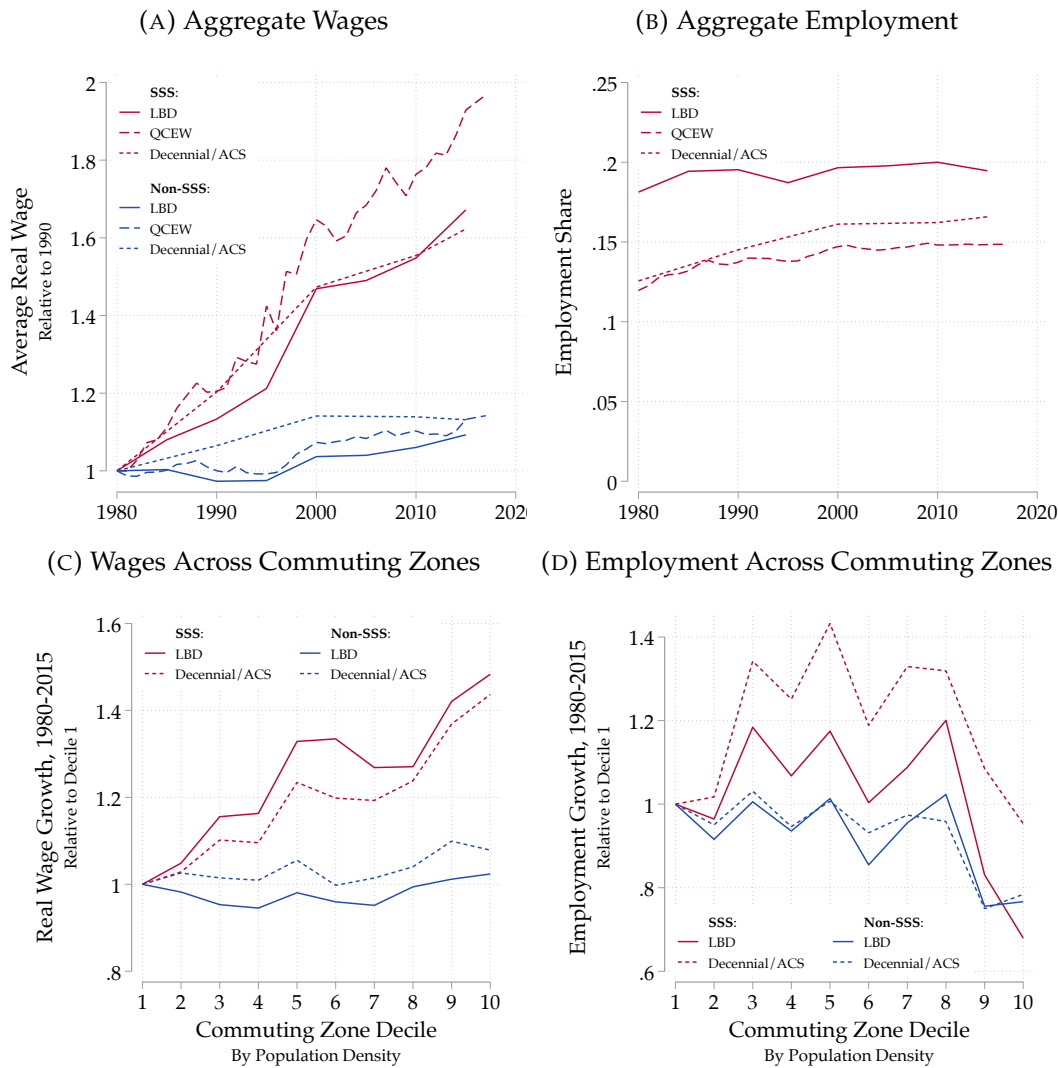 (A) Aggregate Wages
Average Real Wage
Relative to 1990
2
1.8
1.6
1.4
1.2
1
1980
1990
2000
2010
2020
SSS:
LBD
QCEW
Decennial/ACS
Non-SSS:
LBD
QCEW
Decennial/ACS
(B) Aggregate Employment
Employment Share
.25
.2
.15
.1
.05
0
1980
1990
2000
2010
2020
SSS:
LBD
QCEW
Decennial/ACS
(C) Wages Across Commuting Zones
Real Wage Growth, 1980-2015
Relative to Decile 1
1.6
1.4
1.2
1
.8
1 2 3 4 5 6 7 8 9 10
Commuting Zone Decile
By Population Density
SSS:
LBD
Decennial/ACS
Non-SSS:
LBD
Decennial/ACS
(D) Employment Across Commuting Zones
Employment Growth, 1980-2015
Relative to Decile 1
1.4
1.2
1
.8
.6
SSS:
LBD
Decennial/ACS
Non-SSS:
LBD
Decennial/ACS
1 2 3 4 5 6 7 8 9 10
Commuting Zone Decile
By Population Density